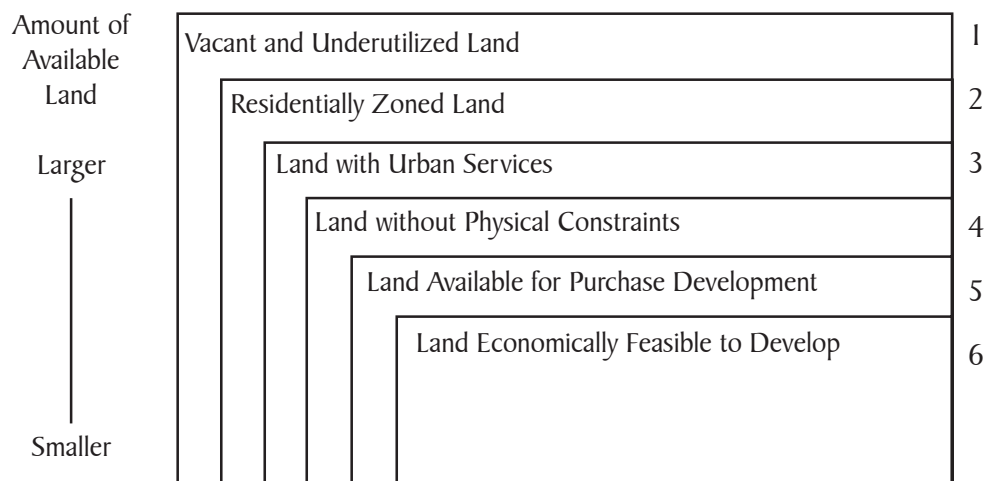 Amount of
Available
Land
Larger
Smaller
Vacant and Underutilized Land
1
Residentially Zoned Land
2
Land with Urban Services
3
Land without Physical Constraints
4
Land Available for Purchase Development
5
Land Economically Feasible to Develop
6